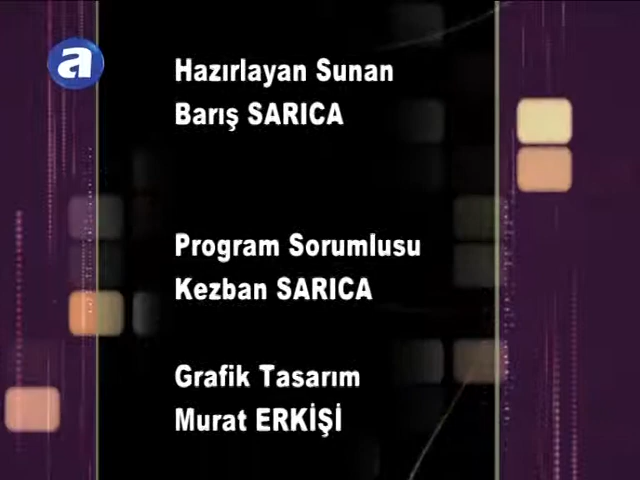 a
Hazırlayan Sunan
Barış SARICA
Program Sorumlusu
Kezban SARICA
Grafik Tasarım
Murat ERKİŞİ